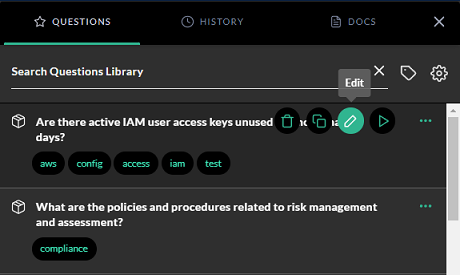 QUESTIONS
HISTORY
DOCS
Search Questions Library
Edit
Are there active IAM user access keys unused
days?
aws
config
access
iam
test
What are the policies and procedures related to risk management
and assessment?
compliance